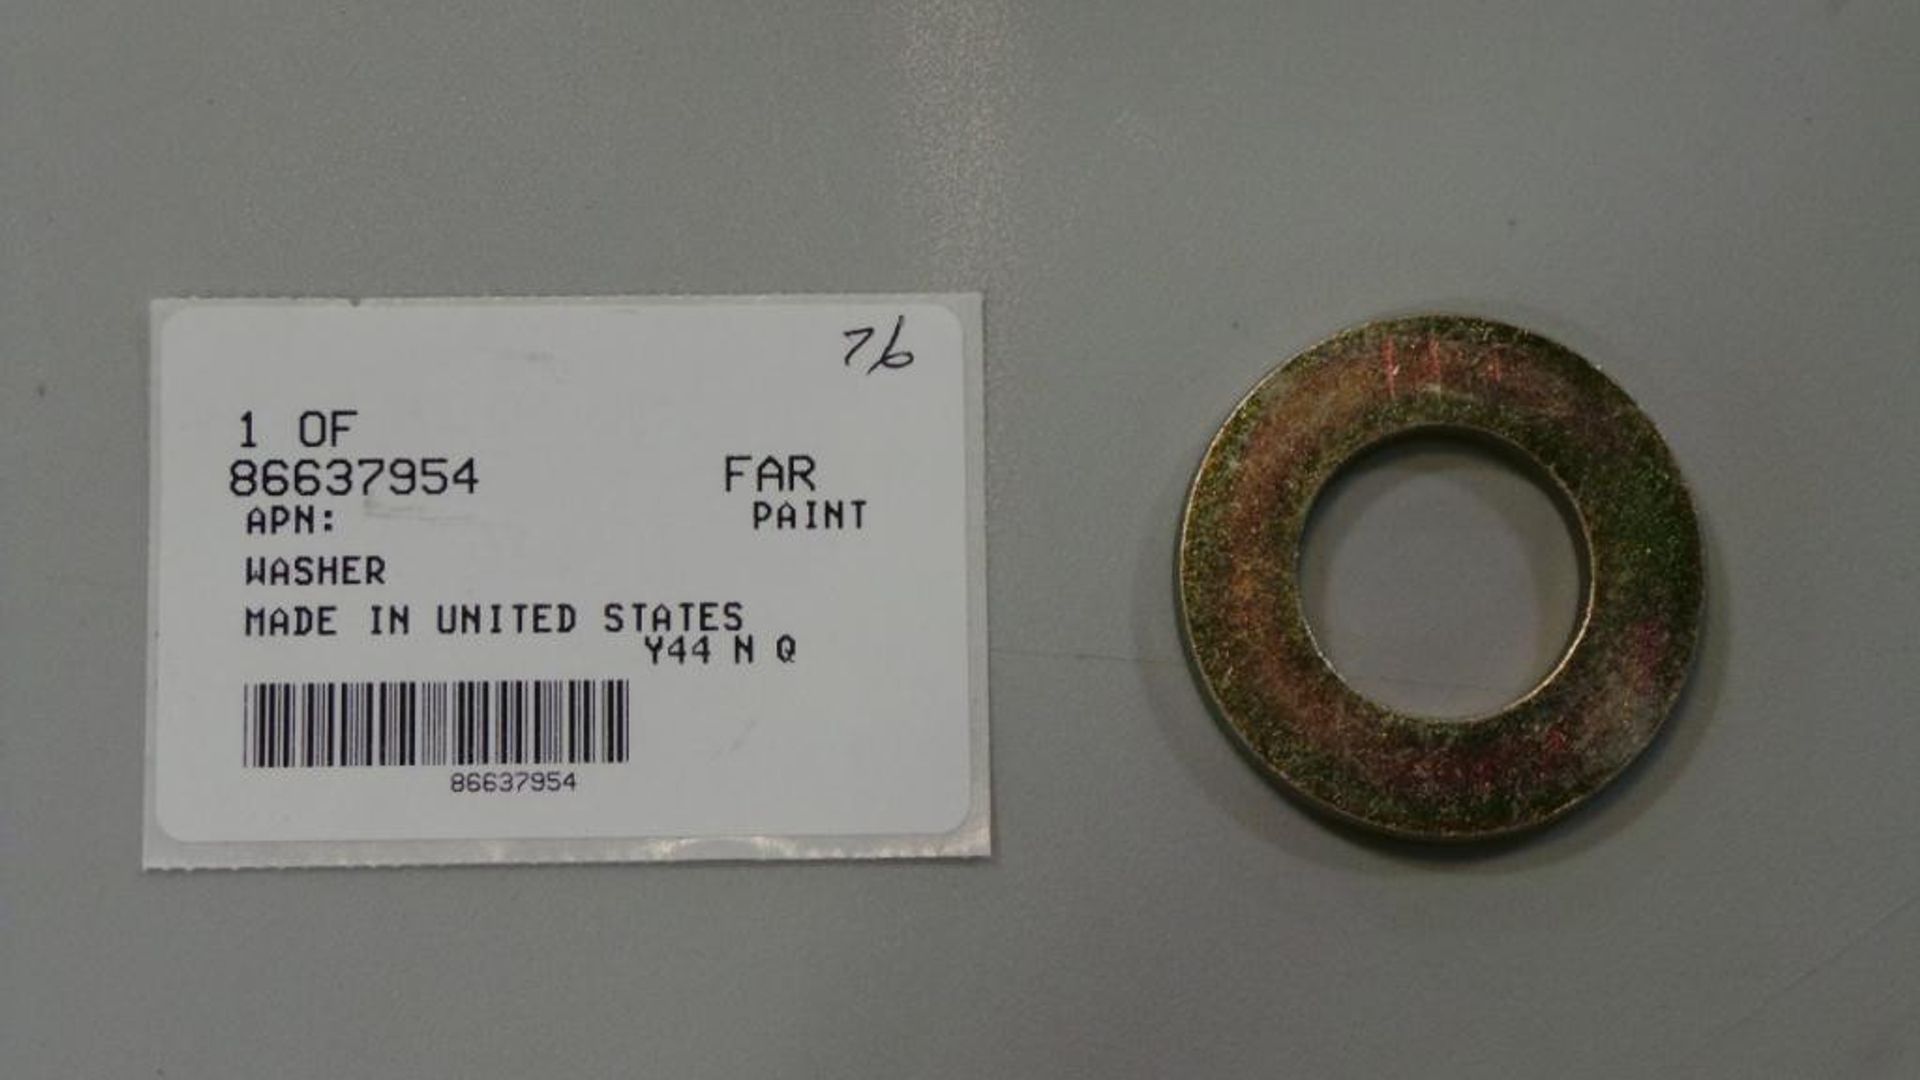 76
1 OF
86637954 FAR
APN: PAINT
WASHER
MADE IN UNITED STATES
Y44 N Q
86637954